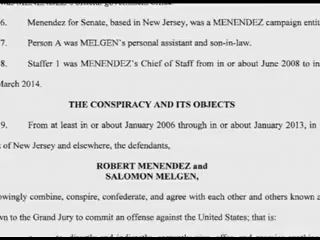 6. Menendez for Senate, based in New Jersey, was a MENENDEZ campaign entit
7. Person A was MELGEN's personal assistant and son-in-law.
8. Staffer 1 was MENENDEZ's Chief of Staff from in or about June 2008 to in
March 2014.
THE CONSPIRACY AND ITS OBJECTS
9. From at least in or about January 2006 through in or about January 2013, in
t of New Jersey and elsewhere, the defendants,
ROBERT MENENDEZ and
SALOMON MELGEN,
owingly combine, conspire, confederate, and agree with each other and others known a
own to the Grand Jury to commit an offense against the United States; that is: